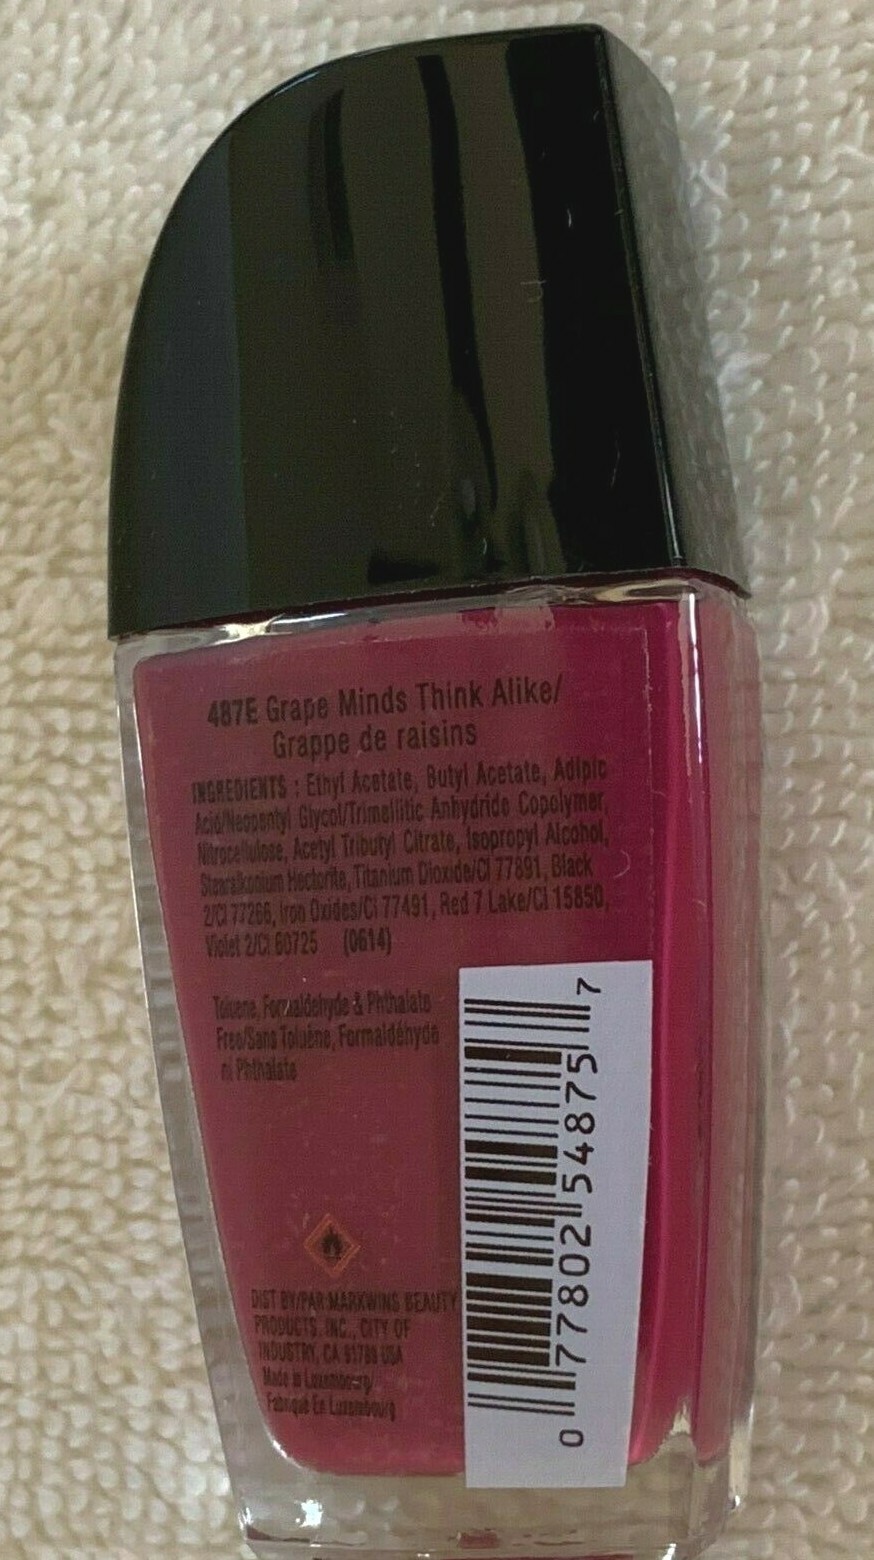 487E Grape Minds Think Alike/
Grappe de raisins
INGREDIENTS : Ethyl Acetate, Butyl Acetate, Adipic
Acid/Neopentyl Glycol/Trimellitic Anhydride Copolymer,
Nitrocellulose, Acetyl Tributyl Citrate, Isopropyl Alcohol,
Stearalkonium Hectorite, Titanium Dioxide/CI 77891, Black
2/CI 77266, Iron Oxides/CI 77491, Red 7 Lake/CI 15850,
Violet 2/CI 60725 (0614)
Toluene, Formaldehyde & Phthalate
Free/Sans Toluène, Formaldéhyde
ni Phthalate
DIST BY/PAR MARKWINS BEAUTY
PRODUCTS, INC., CITY OF
INDUSTRY, CA 91789 USA
Made in Luxembourg/
Fabriqué En Luxembourg
0 77802 54875 7